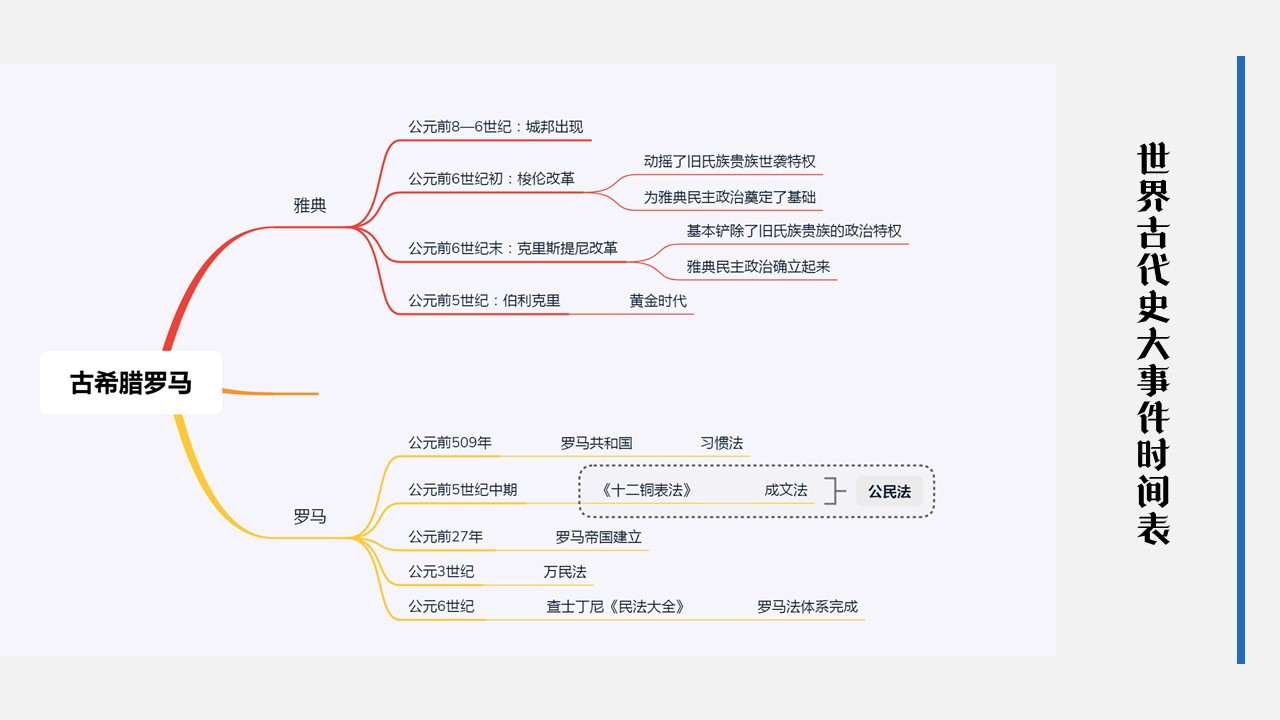 世界古代史大事件时间表
古希腊罗马
雅典
公元前8—6世纪：城邦出现
公元前6世纪初：梭伦改革
动摇了旧氏族贵族世袭特权
为雅典民主政治奠定了基础
公元前6世纪末：克里斯提尼改革
基本铲除了旧氏族贵族的政治特权
雅典民主政治确立起来
公元前5世纪：伯利克里
黄金时代
罗马
公元前509年
罗马共和国
习惯法
公元前5世纪中期
《十二铜表法》
成文法
公民法
公元前27年
罗马帝国建立
公元3世纪
万民法
公元6世纪
查士丁尼《民法大全》
罗马法体系完成